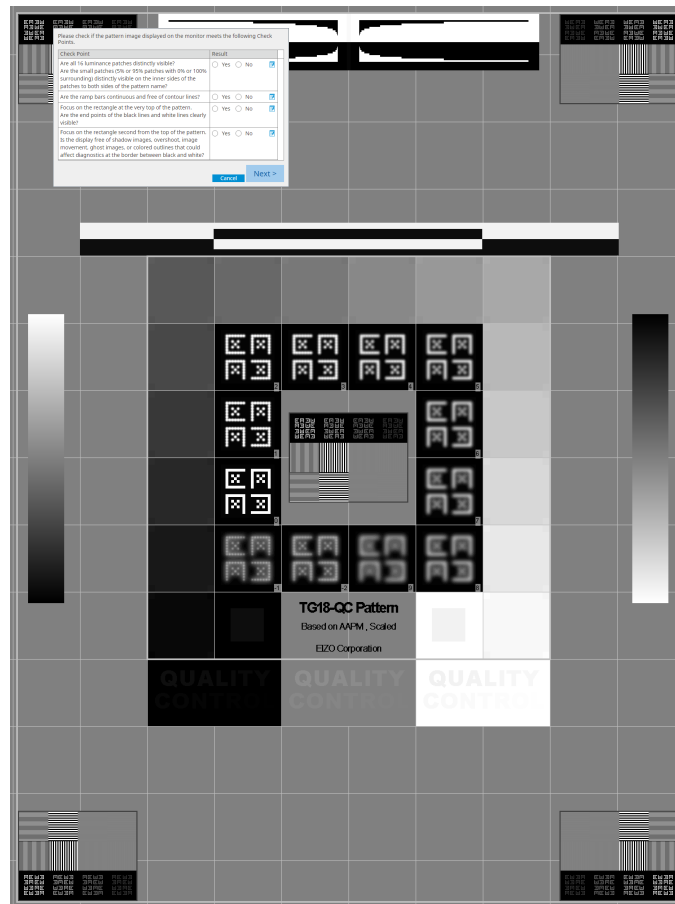 Please check if the pattern image displayed on the monitor meets the following Check
Points.
Check Point Result
Are all 16 luminance patches distinctly visible?
Are the small patches (5% or 95% patches with 0% or 100%
surrounding) distinctly visible on the inner sides of the
patches to both sides of the pattern name?
Yes No
Are the ramp bars continuous and free of contour lines? Yes No
Focus on the rectangle at the very top of the pattern.
Are the end points of the black lines and white lines clearly
visible?
Yes No
Focus on the rectangle second from the top of the pattern.
Is the display free of shadow images, overshoot, image
movement, ghost images, or colored outlines that could
affect diagnostics at the border between black and white?
Yes No
Cancel Next >
TG18-QC Pattern
Based on AAPM , Scaled
EIZO Corporation
QUALITY QUALITY QUALITY